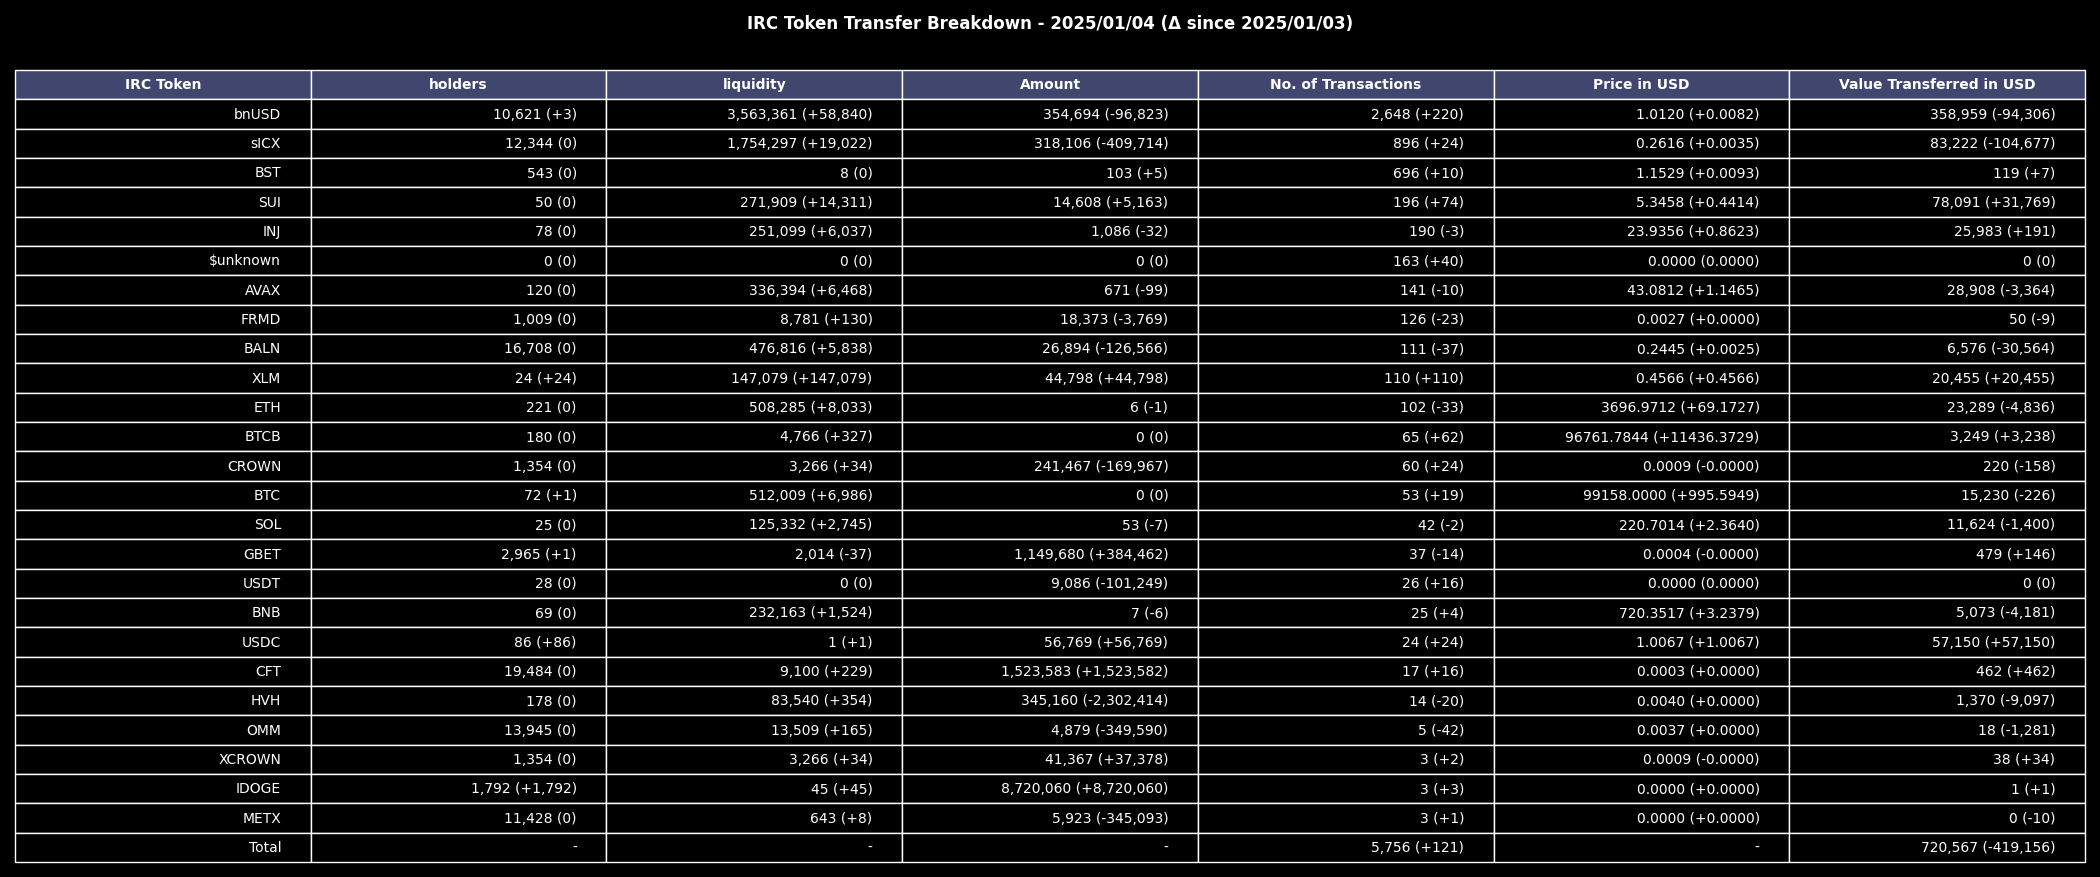 IRC Token Transfer Breakdown - 2025/01/04 (Δ since 2025/01/03)
IRC Token holders liquidity Amount No. of Transactions Price in USD Value Transferred in USD
bnUSD 10,621 (+3) 3,563,361 (+58,840) 354,694 (-96,823) 2,648 (+220) 1.0120 (+0.0082) 358,959 (-94,306)
sICX 12,344 (0) 1,754,297 (+19,022) 318,106 (-409,714) 896 (+24) 0.2616 (+0.0035) 83,222 (-104,677)
BST 543 (0) 8 (0) 103 (+5) 696 (+10) 1.1529 (+0.0093) 119 (+7)
SUI 50 (0) 271,909 (+14,311) 14,608 (+5,163) 196 (+74) 5.3458 (+0.4414) 78,091 (+31,769)
INJ 78 (0) 251,099 (+6,037) 1,086 (-32) 190 (-3) 23.9356 (+0.8623) 25,983 (+191)
$unknown 0 (0) 0 (0) 0 (0) 163 (+40) 0.0000 (0.0000) 0 (0)
AVAX 120 (0) 336,394 (+6,468) 671 (-99) 141 (-10) 43.0812 (+1.1465) 28,908 (-3,364)
FRMD 1,009 (0) 8,781 (+130) 18,373 (-3,769) 126 (-23) 0.0027 (+0.0000) 50 (-9)
BALN 16,708 (0) 476,816 (+5,838) 26,894 (-126,566) 111 (-37) 0.2445 (+0.0025) 6,576 (-30,564)
XLM 24 (+24) 147,079 (+147,079) 44,798 (+44,798) 110 (+110) 0.4566 (+0.4566) 20,455 (+20,455)
ETH 221 (0) 508,285 (+8,033) 6 (-1) 102 (-33) 3696.9712 (+69.1727) 23,289 (-4,836)
BTCB 180 (0) 4,766 (+327) 0 (0) 65 (+62) 96761.7844 (+11436.3729) 3,249 (+3,238)
CROWN 1,354 (0) 3,266 (+34) 241,467 (-169,967) 60 (+24) 0.0009 (-0.0000) 220 (-158)
BTC 72 (+1) 512,009 (+6,986) 0 (0) 53 (+19) 99158.0000 (+995.5949) 15,230 (-226)
SOL 25 (0) 125,332 (+2,745) 53 (-7) 42 (-2) 220.7014 (+2.3640) 11,624 (-1,400)
GBET 2,965 (+1) 2,014 (-37) 1,149,680 (+384,462) 37 (-14) 0.0004 (-0.0000) 479 (+146)
USDT 28 (0) 0 (0) 9,086 (-101,249) 26 (+16) 0.0000 (0.0000) 0 (0)
BNB 69 (0) 232,163 (+1,524) 7 (-6) 25 (+4) 720.3517 (+3.2379) 5,073 (-4,181)
USDC 86 (+86) 1 (+1) 56,769 (+56,769) 24 (+24) 1.0067 (+1.0067) 57,150 (+57,150)
CFT 19,484 (0) 9,100 (+229) 1,523,583 (+1,523,582) 17 (+16) 0.0003 (+0.0000) 462 (+462)
HVH 178 (0) 83,540 (+354) 345,160 (-2,302,414) 14 (-20) 0.0040 (+0.0000) 1,370 (-9,097)
OMM 13,945 (0) 13,509 (+165) 4,879 (-349,590) 5 (-42) 0.0037 (+0.0000) 18 (-1,281)
XCROWN 1,354 (0) 3,266 (+34) 41,367 (+37,378) 3 (+2) 0.0009 (-0.0000) 38 (+34)
IDOGE 1,792 (+1,792) 45 (+45) 8,720,060 (+8,720,060) 3 (+3) 0.0000 (+0.0000) 1 (+1)
METX 11,428 (0) 643 (+8) 5,923 (-345,093) 3 (+1) 0.0000 (+0.0000) 0 (-10)
Total - - - 5,756 (+121) - 720,567 (-419,156)